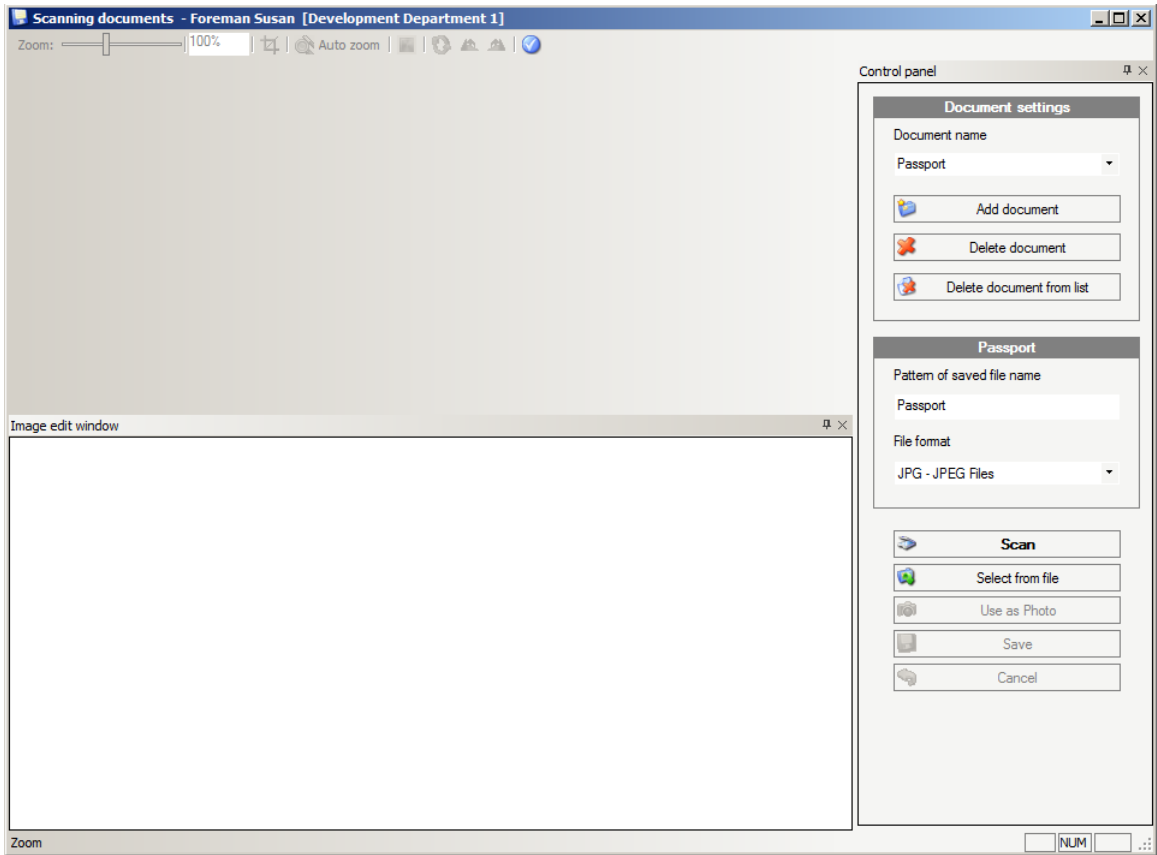 Scanning documents - Foreman Susan [Development Department 1]
Zoom: 100% Auto zoom
Control panel
Document settings
Document name
Passport
Add document
Delete document
Delete document from list
Passport
Pattern of saved file name
Passport
File format
JPG - JPEG Files
Scan
Select from file
Use as Photo
Save
Cancel
Image edit window
Zoom NUM